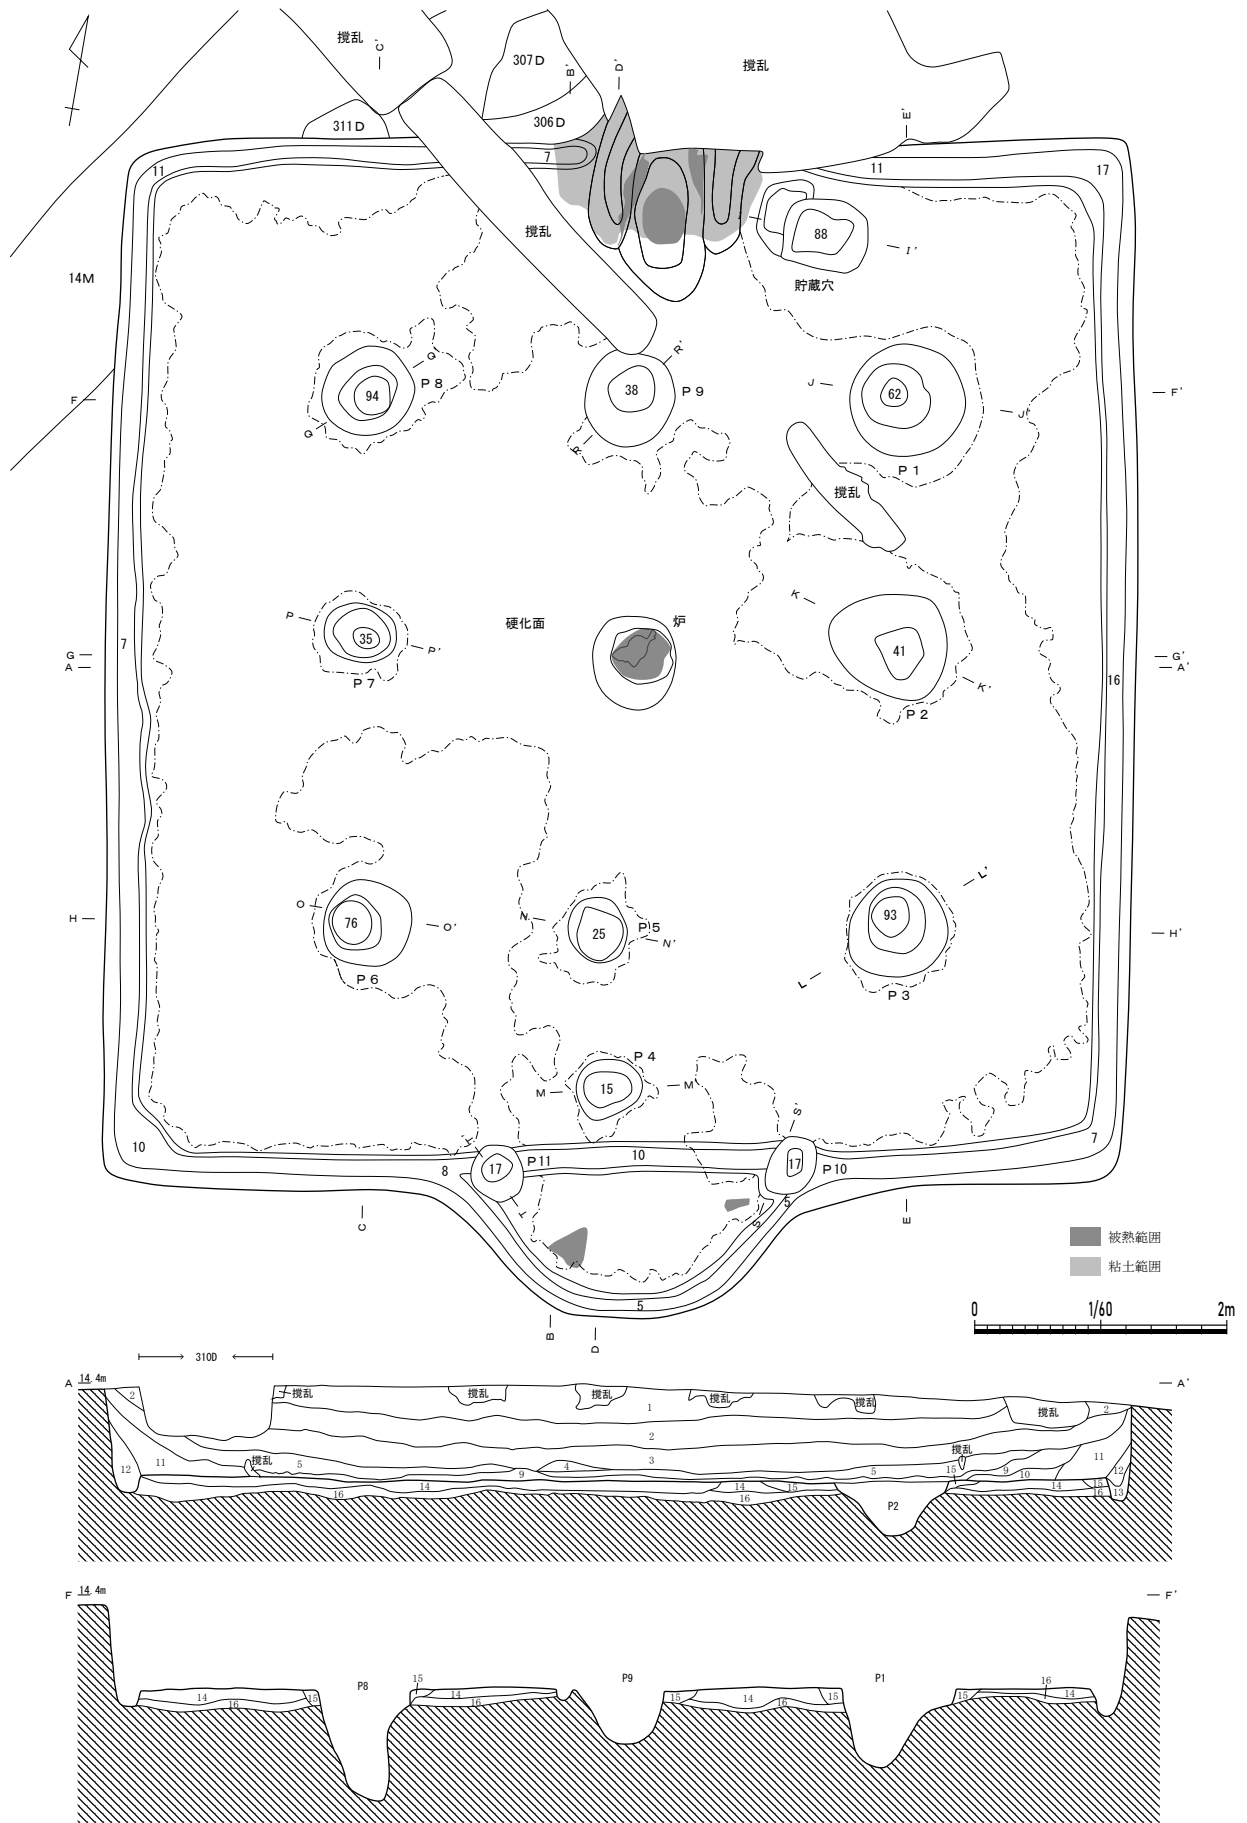 攪乱
C'
307D
B'
D'
攪乱
E'
311D
306D
7
11
11
17
攪乱
88
I'
貯蔵穴
14M
Q
P8
94
Q
R'
38
P9
R
J
62
J'
P1
F
F'
攪乱
K
P
35
P'
P7
硬化面
炉
41
K'
P2
7
G
A
G'
A'
16
O
76
O'
P6
N
25
P5
N'
L'
93
L
P3
H
H'
P4
M
15
M'
S'
10
7
T
17
P11
10
17
P10
8
5
T'
S
C
E
5
B
D
被熱範囲
粘土範囲
0 1/60 2m
310D
A 14.4m A'
2 攪乱 攪乱 攪乱 攪乱 攪乱 攪乱 2
1
2
3
攪乱 攪乱
12 11 5 9 4 5 15 9 10 11 12
14 14 15 14 15
16 16 16 13
P2
F 14.4m F'
P8 P9 P1
14 16 15 15 14 16 15 14 16 15 15 16 14